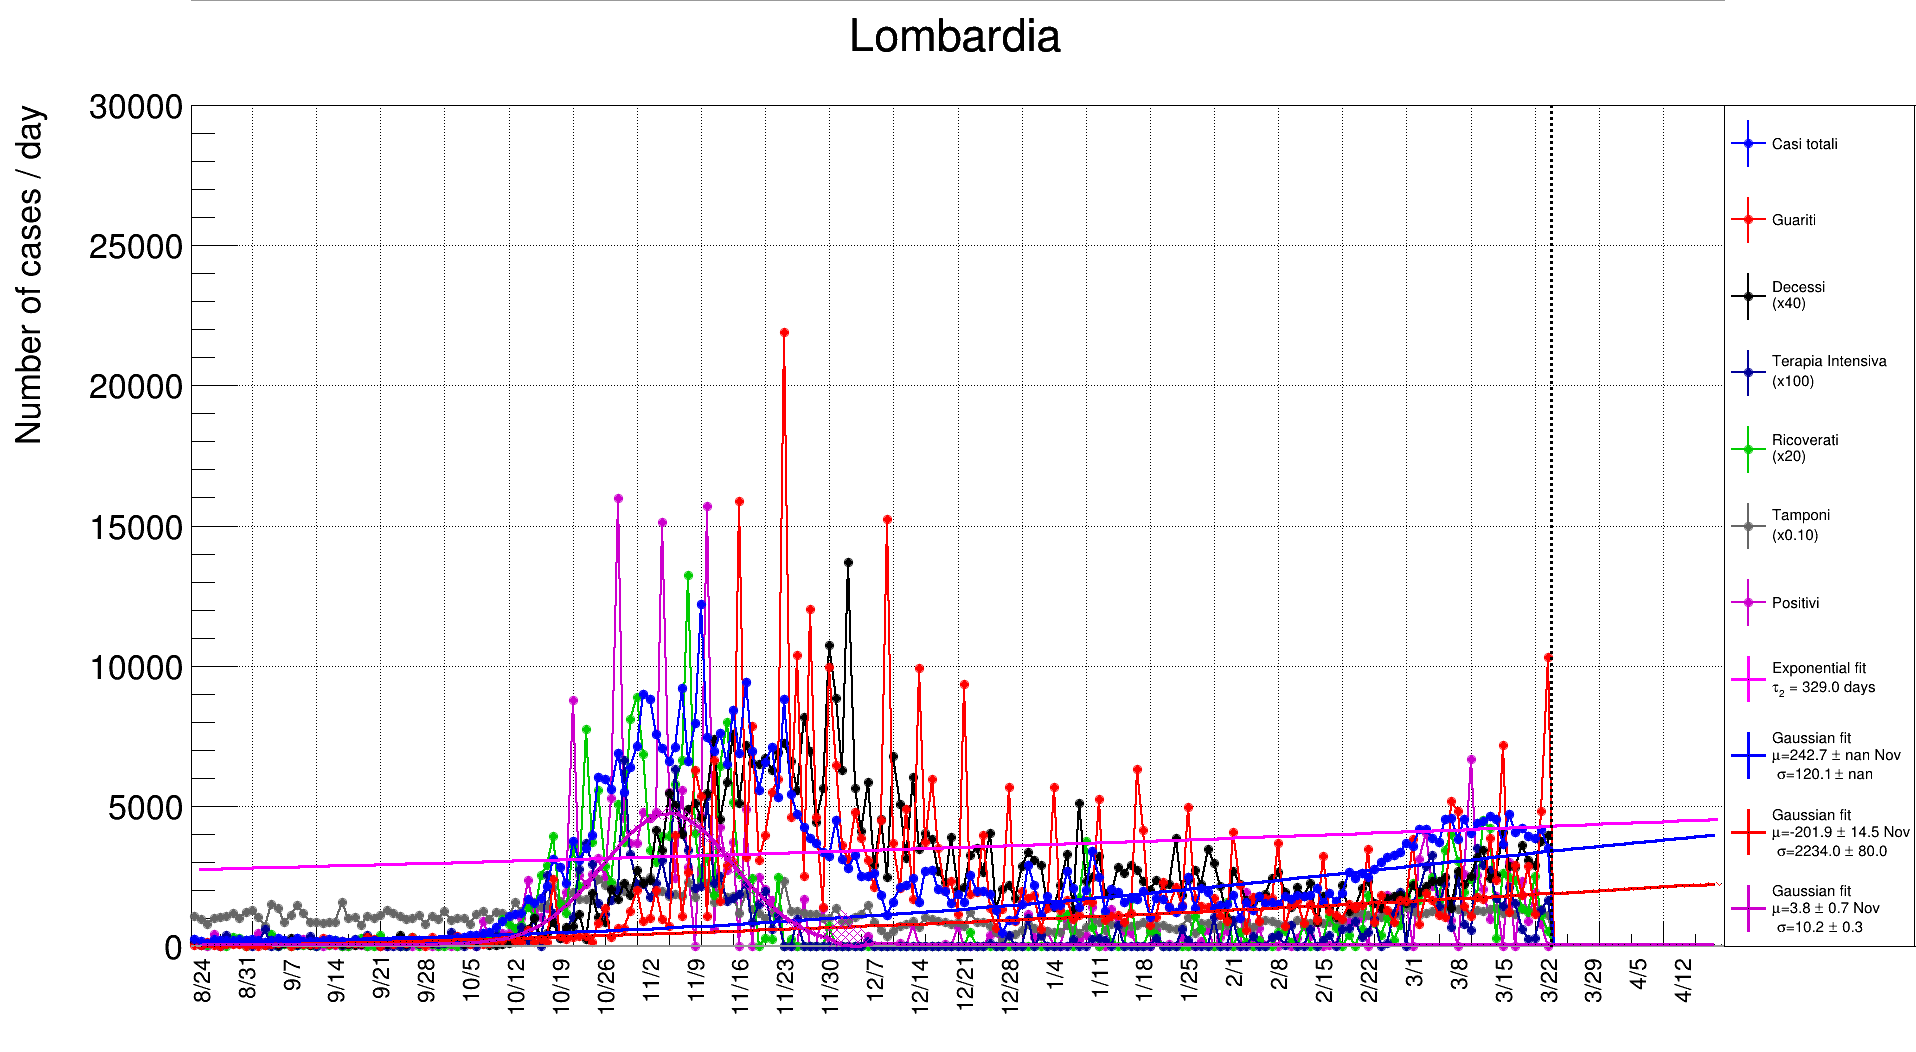 Lombardia
Number of cases / day
30000
25000
20000
15000
10000
5000
0
8/24
8/31
9/7
9/14
9/21
9/28
10/5
10/12
10/19
10/26
11/2
11/9
11/16
11/23
11/30
12/7
12/14
12/21
12/28
1/4
1/11
1/18
1/25
2/1
2/8
2/15
2/22
3/1
3/8
3/15
3/22
3/29
4/5
4/12
Casi totali
Guariti
Decessi
(x40)
Terapia Intensiva
(x100)
Ricoverati
(x20)
Tamponi
(x0.10)
Positivi
Exponential fit
τ2 = 329.0 days
Gaussian fit
μ=242.7 ± nan Nov
σ=120.1 ± nan
Gaussian fit
μ=-201.9 ± 14.5 Nov
σ=2234.0 ± 80.0
Gaussian fit
μ=3.8 ± 0.7 Nov
σ=10.2 ± 0.3